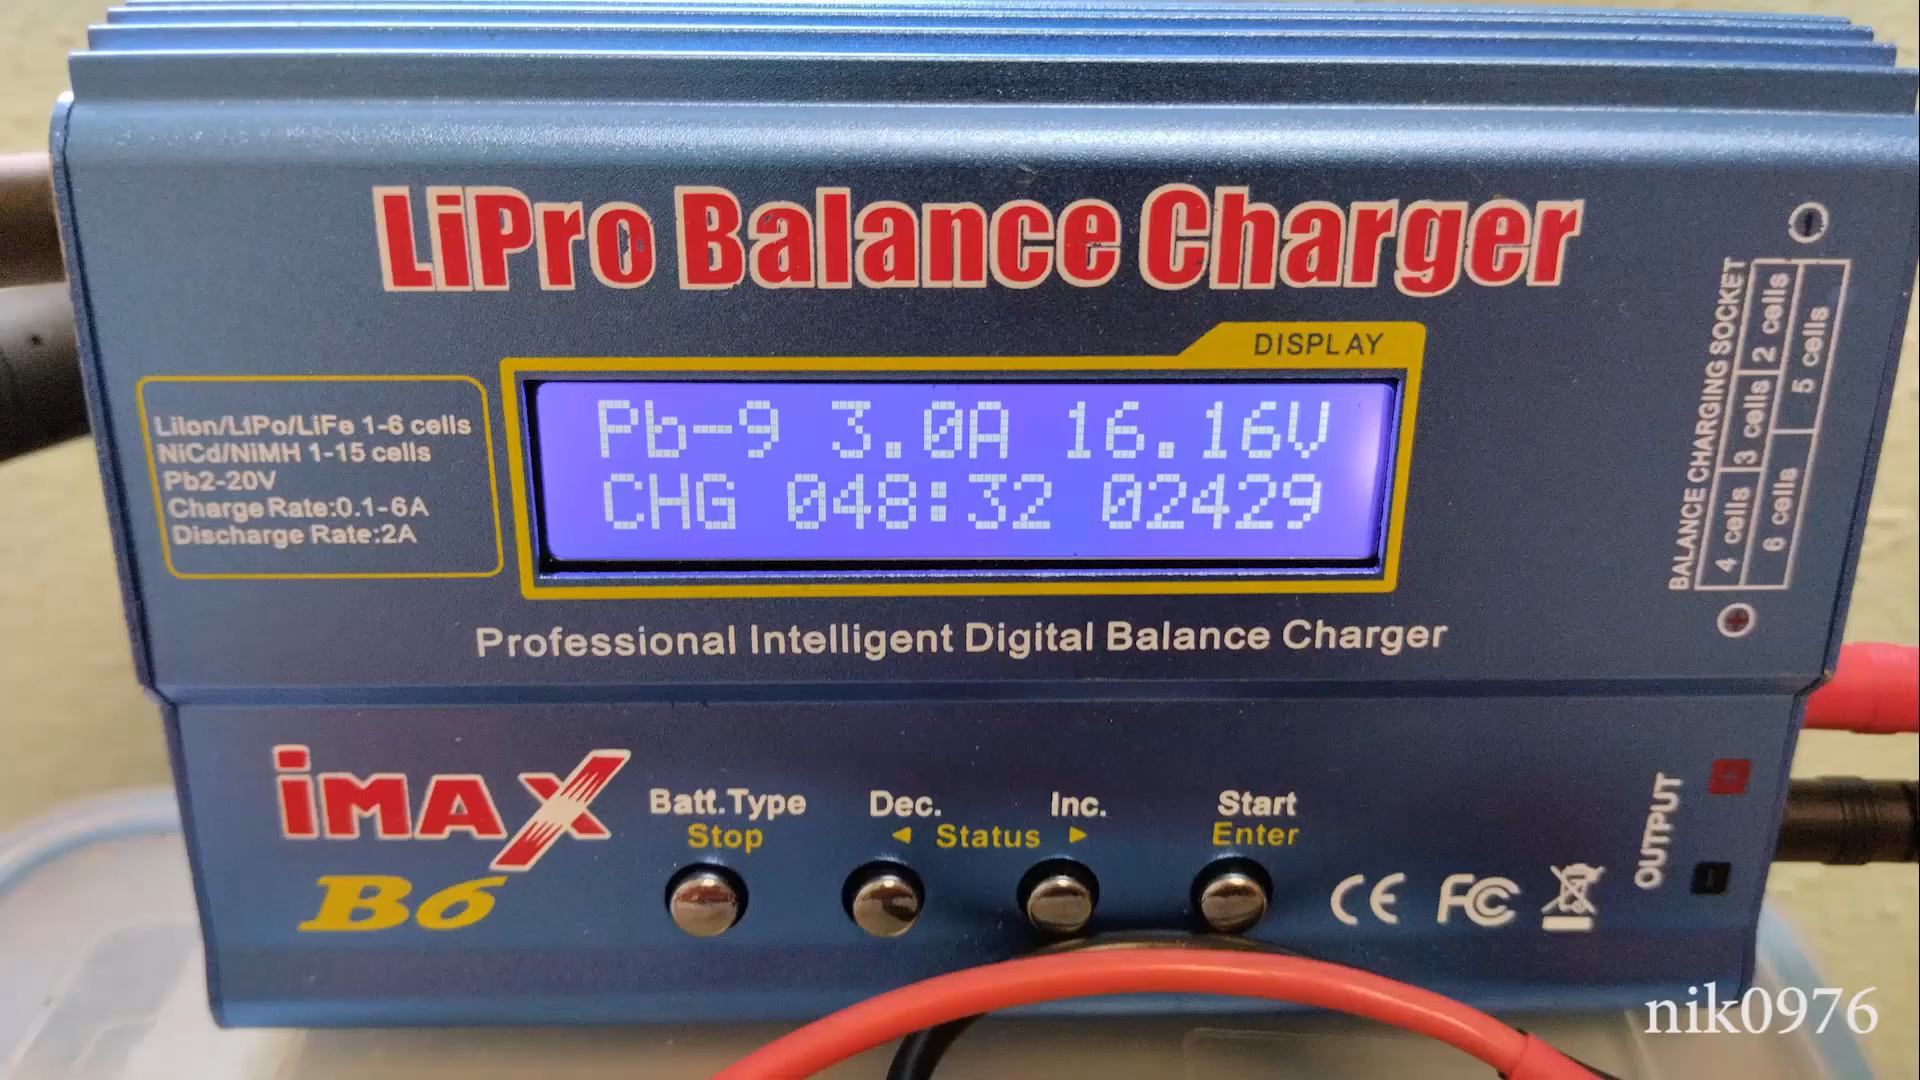 LiPro Balance Charger
DISPLAY
Pb-9 3.0A 16.16V
CHG 048:32 02429
LiIon/LiPo/LiFe 1-6 cells
NiCd/NiMH 1-15 cells
Pb2-20V
Charge Rate:0.1-6A
Discharge Rate:2A
BALANCE CHARGING SOCKET
2 cells
3 cells
4 cells
5 cells
6 cells
Professional Intelligent Digital Balance Charger
iMAX
B6
Batt.Type
Stop
Dec. Inc.
◄ Status ►
Start
Enter
CE FC
OUTPUT
+
-
nik0976